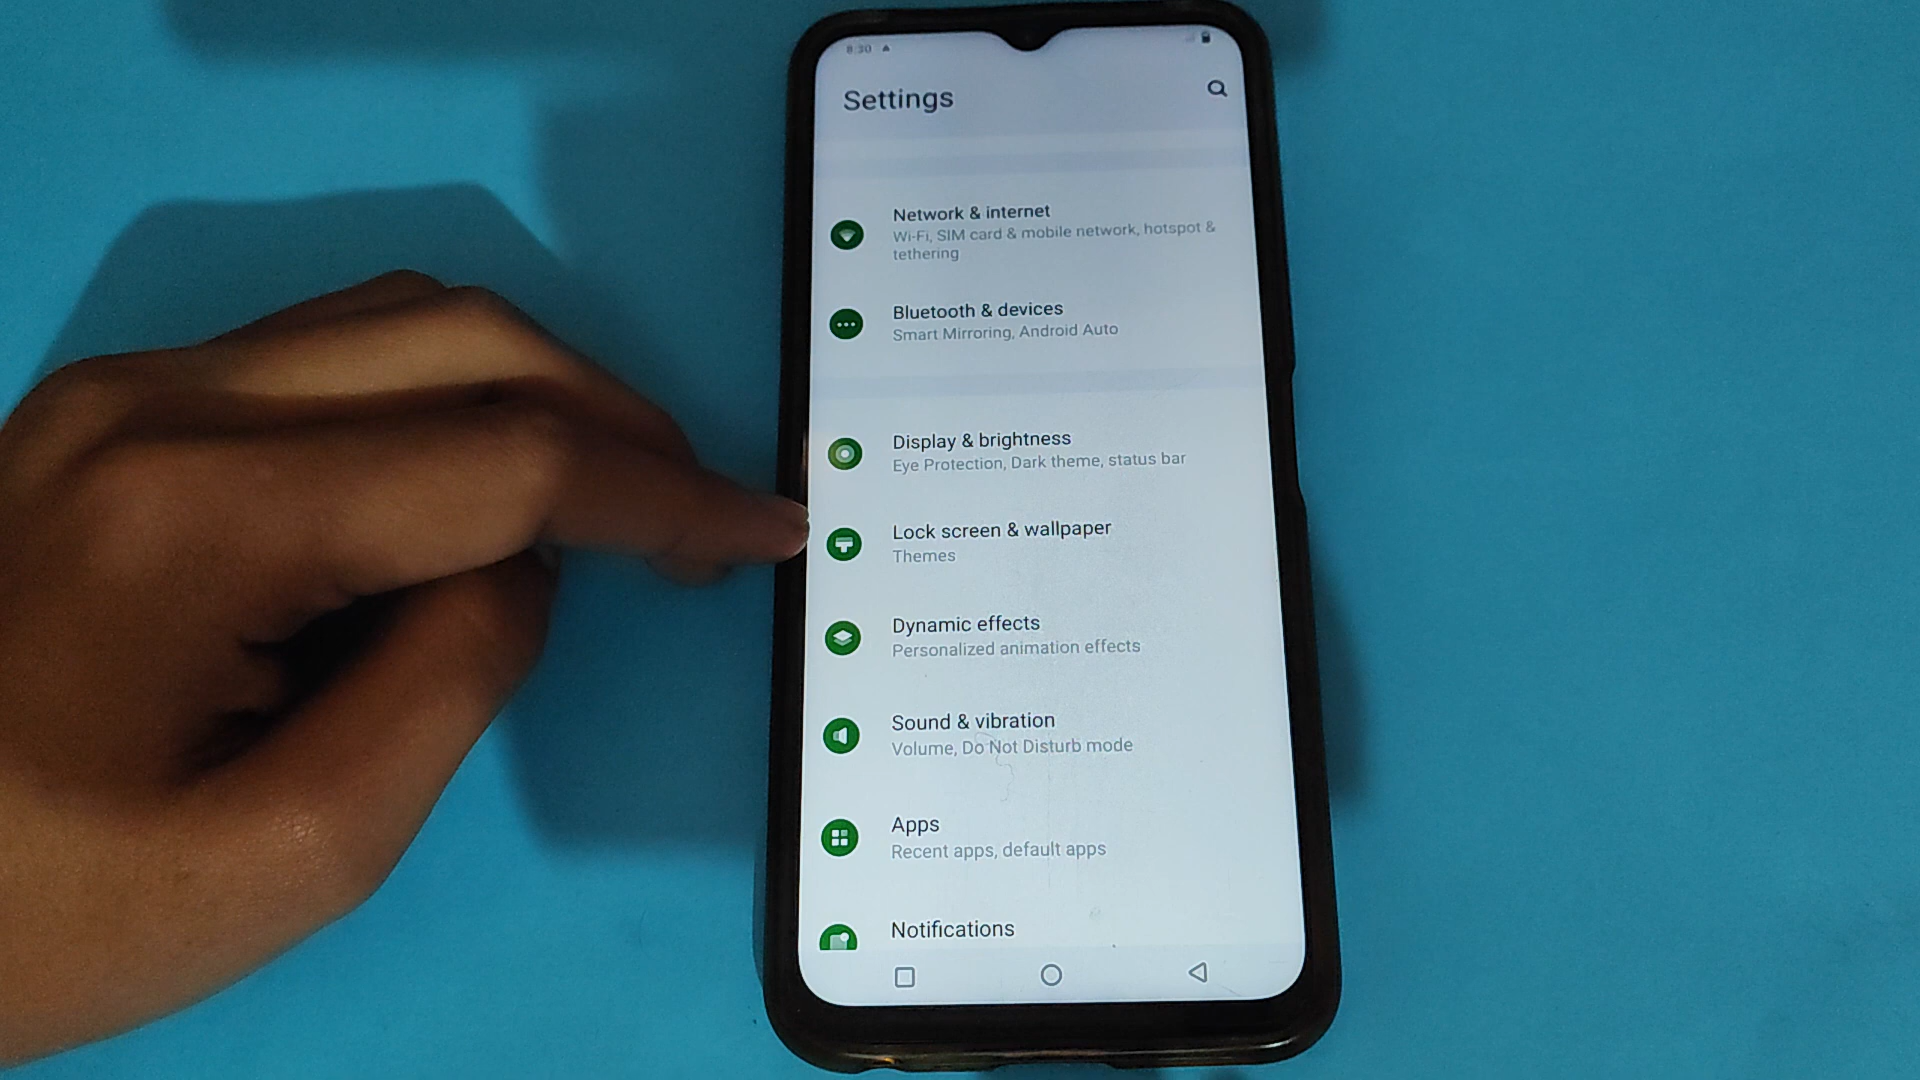 8:30
Settings
Network & internet
Wi-Fi, SIM card & mobile network, hotspot &
tethering
Bluetooth & devices
Smart Mirroring, Android Auto
Display & brightness
Eye Protection, Dark theme, status bar
Lock screen & wallpaper
Themes
Dynamic effects
Personalized animation effects
Sound & vibration
Volume, Do Not Disturb mode
Apps
Recent apps, default apps
Notifications